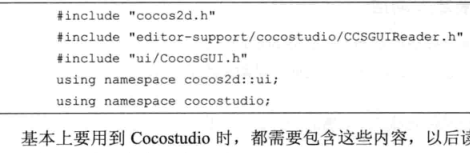 #include "cocos2d.h"
#include "editor-support/cocostudio/CCSGUIReader.h"
#include "ui/CocosGUI.h"
using namespace cocos2d::ui;
using namespace cocostudio;
基本上要用到 Cocostudio 时，都需要包含这些内容，以后读